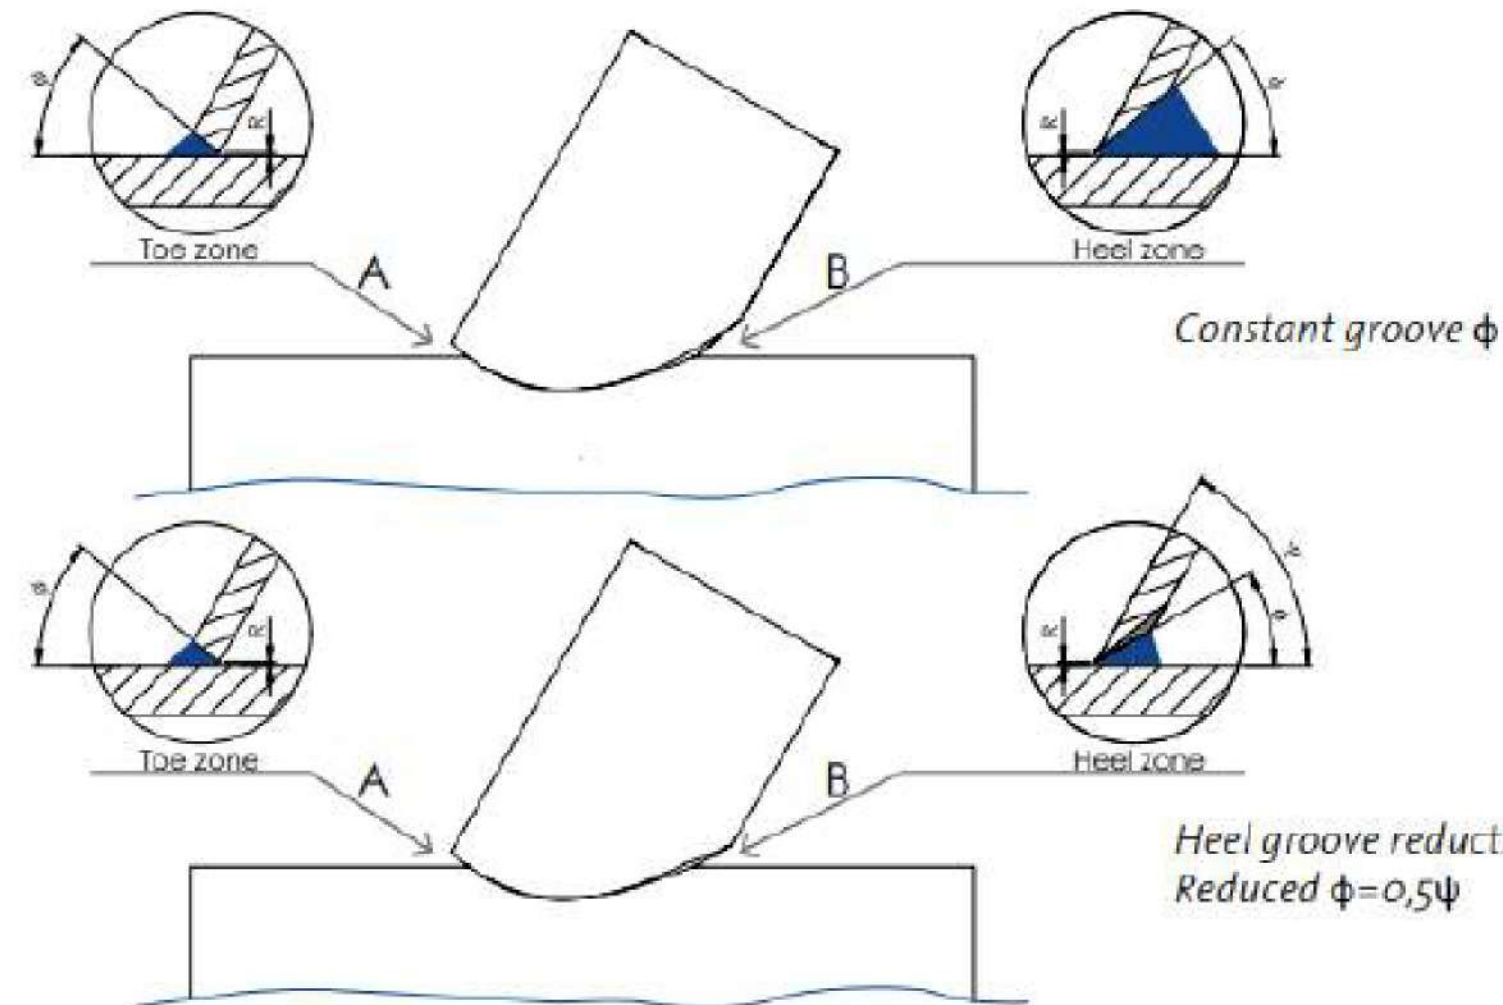 Toe zone
A
B
Heel zone
Constant groove ϕ
Toe zone
A
B
Heel zone
Heel groove reduct
Reduced ϕ=0,5ψ